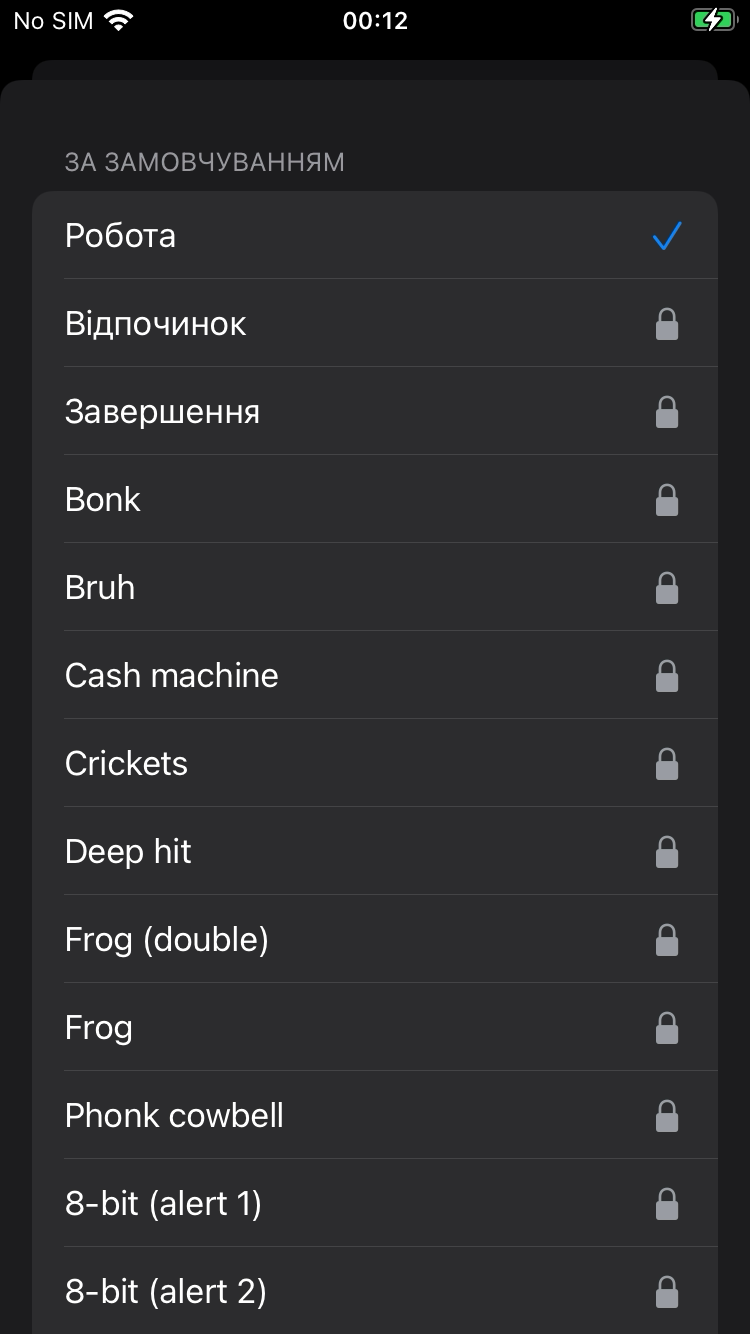 No SIM 00:12
ЗА ЗАМОВЧУВАННЯМ
Робота
Відпочинок
Завершення
Bonk
Bruh
Cash machine
Crickets
Deep hit
Frog (double)
Frog
Phonk cowbell
8-bit (alert 1)
8-bit (alert 2)